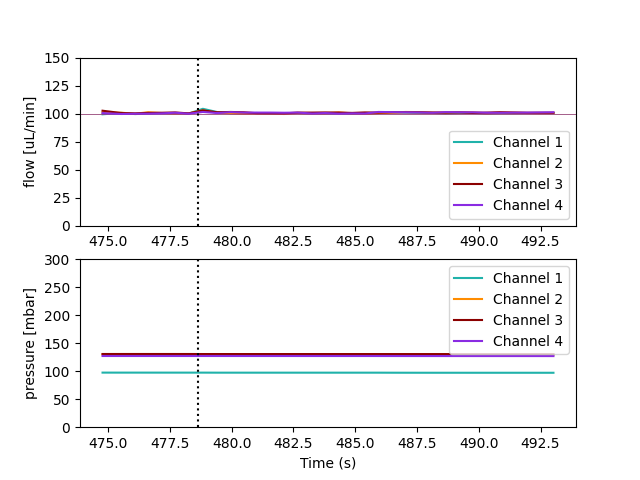 150
125
100
75
50
25
0
flow [uL/min]
Channel 1
Channel 2
Channel 3
Channel 4
475.0 477.5 480.0 482.5 485.0 487.5 490.0 492.5
300
250
200
150
100
50
0
pressure [mbar]
Channel 1
Channel 2
Channel 3
Channel 4
475.0 477.5 480.0 482.5 485.0 487.5 490.0 492.5
Time (s)